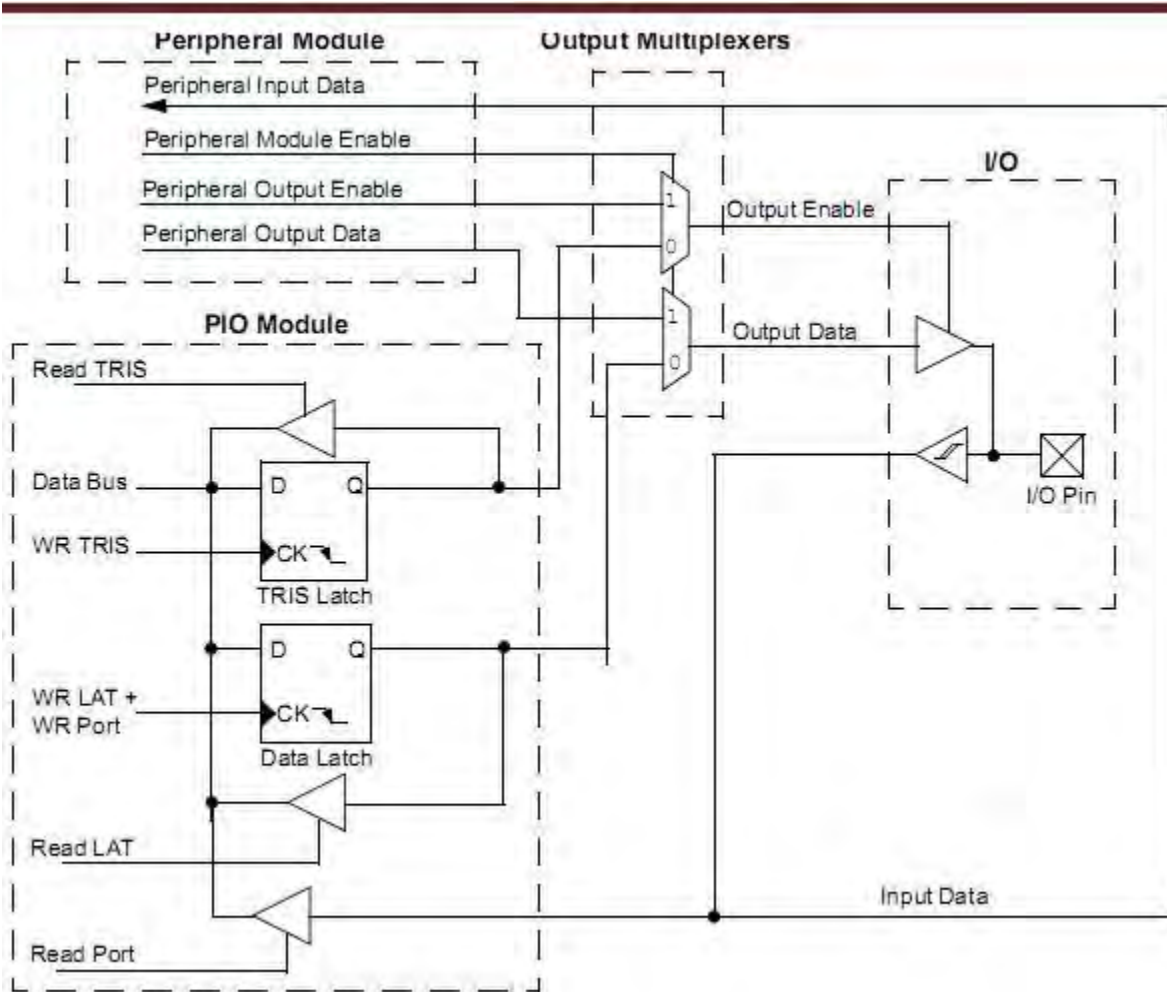 Peripheral Module
Output Multiplexers
Peripheral Input Data
Peripheral Module Enable
Peripheral Output Enable
Peripheral Output Data
1
0
Output Enable
I/O
PIO Module
1
0
Output Data
Read TRIS
Data Bus
D Q
I/O Pin
WR TRIS
CK
TRIS Latch
D Q
WR LAT +
WR Port
CK
Data Latch
Read LAT
Input Data
Read Port